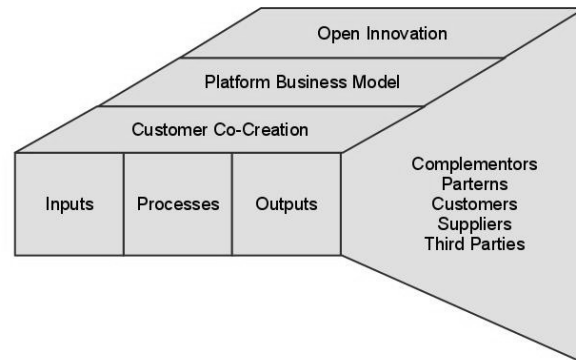 Open Innovation
Platform Business Model
Customer Co-Creation
Inputs
Processes
Outputs
Complementors
Parterns
Customers
Suppliers
Third Parties